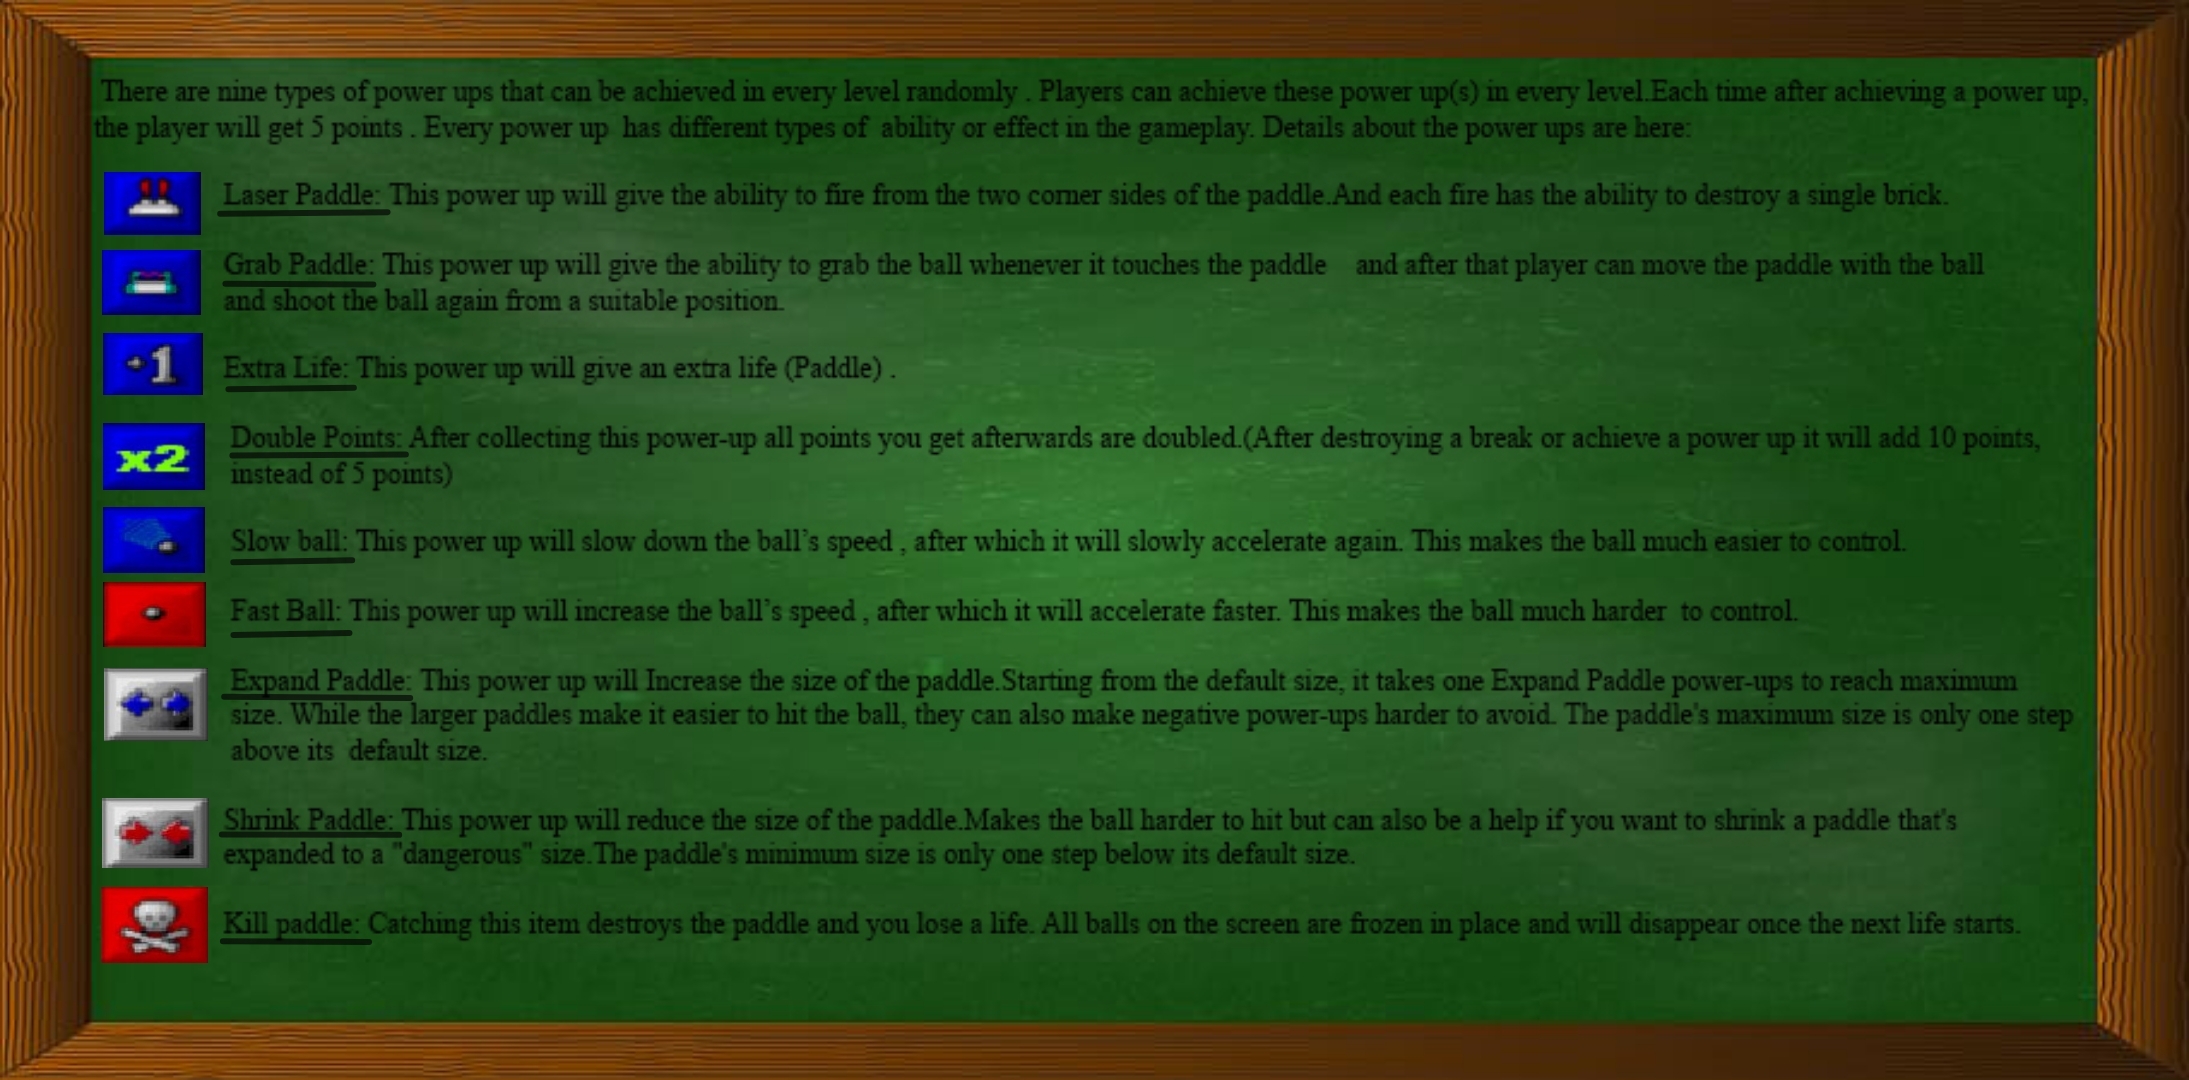 There are nine types of power ups that can be achieved in every level randomly . Players can achieve these power up(s) in every level.Each time after achieving a power up,
the player will get 5 points . Every power up has different types of ability or effect in the gameplay. Details about the power ups are here:
Laser Paddle: This power up will give the ability to fire from the two corner sides of the paddle.And each fire has the ability to destroy a single brick.
Grab Paddle: This power up will give the ability to grab the ball whenever it touches the paddle and after that player can move the paddle with the ball
and shoot the ball again from a suitable position.
+1
Extra Life: This power up will give an extra life (Paddle) .
x2
Double Points: After collecting this power-up all points you get afterwards are doubled.(After destroying a break or achieve a power up it will add 10 points,
instead of 5 points)
Slow ball: This power up will slow down the ball’s speed , after which it will slowly accelerate again. This makes the ball much easier to control.
Fast Ball: This power up will increase the ball’s speed , after which it will accelerate faster. This makes the ball much harder to control.
Expand Paddle: This power up will Increase the size of the paddle.Starting from the default size, it takes one Expand Paddle power-ups to reach maximum
size. While the larger paddles make it easier to hit the ball, they can also make negative power-ups harder to avoid. The paddle's maximum size is only one step
above its default size.
Shrink Paddle: This power up will reduce the size of the paddle.Makes the ball harder to hit but can also be a help if you want to shrink a paddle that's
expanded to a "dangerous" size.The paddle's minimum size is only one step below its default size.
Kill paddle: Catching this item destroys the paddle and you lose a life. All balls on the screen are frozen in place and will disappear once the next life starts.